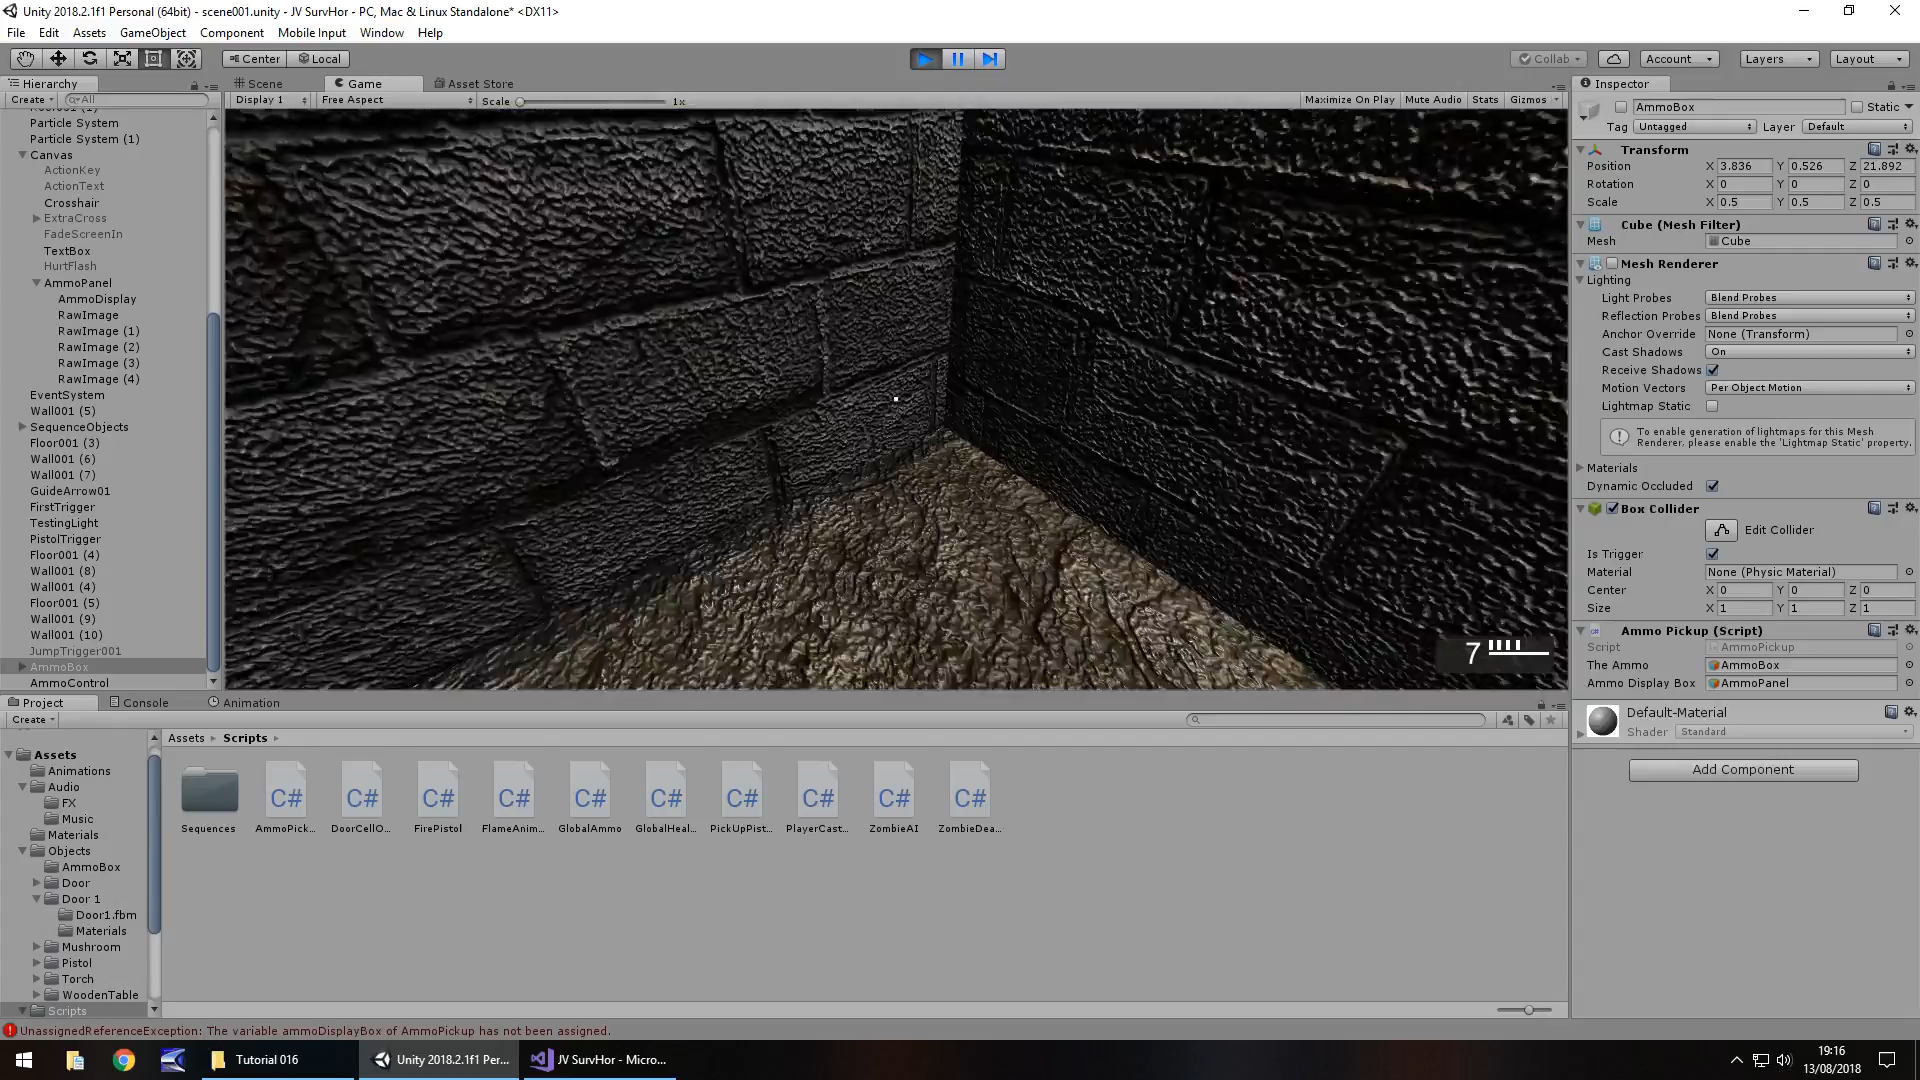 Unity 2018.2.1f1 Personal (64bit) - scene001.unity - JV SurvHor - PC, Mac & Linux Standalone* <DX11>
File Edit Assets GameObject Component Mobile Input Window Help
Center Local Collab Account Layers Layout
Hierarchy Scene Game Asset Store Inspector
Create All Display 1 Free Aspect Scale 1x Maximize On Play Mute Audio Stats Gizmos
Particle System
Particle System (1)
Canvas
ActionKey
ActionText
Crosshair
ExtraCross
FadeScreenIn
TextBox
HurtFlash
AmmoPanel
AmmoDisplay
RawImage
RawImage (1)
RawImage (2)
RawImage (3)
RawImage (4)
EventSystem
Wall001 (5)
SequenceObjects
Floor001 (3)
Wall001 (6)
Wall001 (7)
GuideArrow01
FirstTrigger
TestingLight
PistolTrigger
Floor001 (4)
Wall001 (8)
Wall001 (4)
Floor001 (5)
Wall001 (9)
Wall001 (10)
JumpTrigger001
AmmoBox
AmmoControl
7
AmmoBox Static
Tag Untagged Layer Default
Transform
Position X 3.836 Y 0.526 Z 21.892
Rotation X 0 Y 0 Z 0
Scale X 0.5 Y 0.5 Z 0.5
Cube (Mesh Filter)
Mesh Cube
Mesh Renderer
Lighting
Light Probes Blend Probes
Reflection Probes Blend Probes
Anchor Override None (Transform)
Cast Shadows On
Receive Shadows
Motion Vectors Per Object Motion
Lightmap Static
To enable generation of lightmaps for this Mesh
Renderer, please enable the 'Lightmap Static' property.
Materials
Dynamic Occluded
Box Collider
Edit Collider
Is Trigger
Material None (Physic Material)
Center X 0 Y 0 Z 0
Size X 1 Y 1 Z 1
Ammo Pickup (Script)
Script AmmoPickup
The Ammo AmmoBox
Ammo Display Box AmmoPanel
Default-Material
Shader Standard
Add Component
Project Console Animation
Create
Assets
Animations
Audio
FX
Music
Materials
Objects
AmmoBox
Door
Door 1
Door1.fbm
Materials
Mushroom
Pistol
Torch
WoodenTable
Scripts
Assets Scripts
C# C# C# C# C# C# C# C# C# C#
Sequences AmmoPick... DoorCellO... FirePistol FlameAnim... GlobalAmmo GlobalHeal... PickUpPist... PlayerCast... ZombieAI ZombieDea...
UnassignedReferenceException: The variable ammoDisplayBox of AmmoPickup has not been assigned.
Tutorial 016 Unity 2018.2.1f1 Per... JV SurvHor - Micro...
19:16
13/08/2018